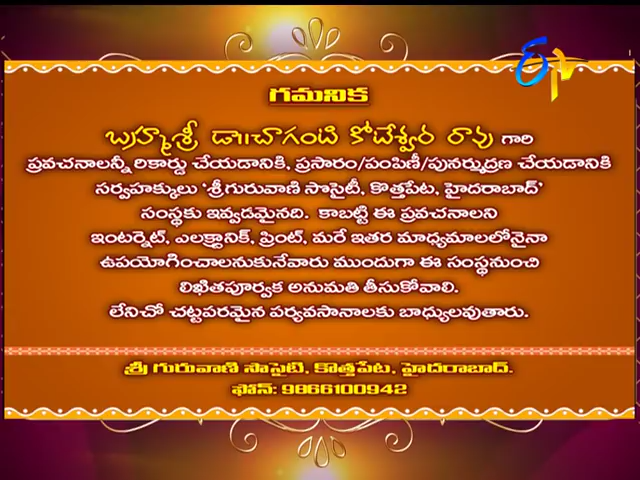 గమనిక
బ్రహ్మశ్రీ డా॥చాగంటి కోటేశ్వర రావు గారి
ప్రవచనాలన్నీ రికార్డు చేయడానికి, ప్రసారం/పంపిణీ/పునర్ముద్రణ చేయడానికి
సర్వహక్కులు ‘శ్రీగురువాణి సొసైటీ, కొత్తపేట, హైదరాబాద్’
సంస్థకు ఇవ్వడమైనది. కాబట్టి ఈ ప్రవచనాలని
ఇంటర్నెట్, ఎలక్ట్రానిక్, ప్రింట్, మరే ఇతర మాధ్యమాలలోనైనా
ఉపయోగించాలనుకునేవారు ముందుగా ఈ సంస్థనుంచి
లిఖితపూర్వక అనుమతి తీసుకోవాలి.
లేనిచో చట్టపరమైన పర్యవసానాలకు బాధ్యులవుతారు.
శ్రీ గురువాణి సొసైటి, కొత్తపేట, హైదరాబాద్.
ఫోన్: 9866100942